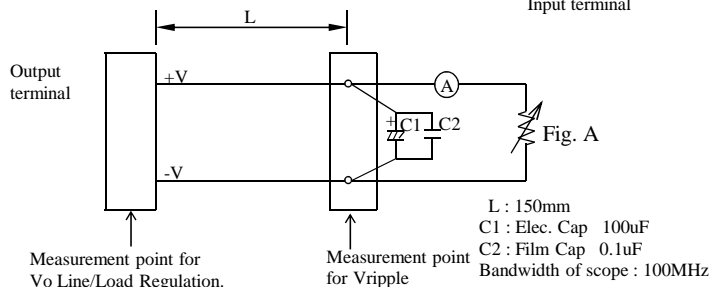 Input terminal
L
Output
terminal
+V
A
+
C1
C2
Fig. A
-V
L : 150mm
C1 : Elec. Cap 100uF
C2 : Film Cap 0.1uF
Bandwidth of scope : 100MHz
Measurement point for
Vo Line/Load Regulation.
Measurement point
for Vripple